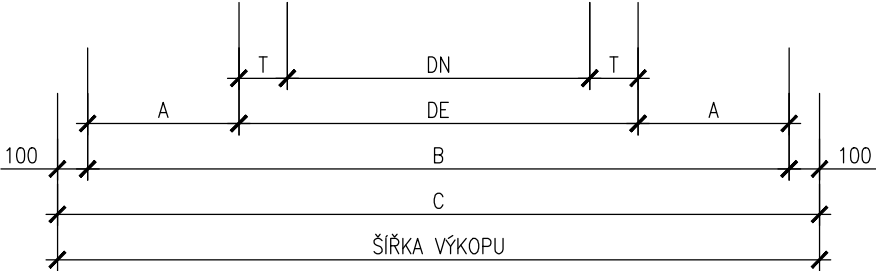 T DN T
A DE A
100 B 100
C
ŠÍŘKA VÝKOPU